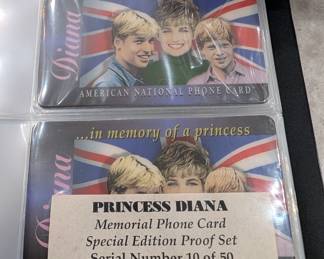 Diana
AMERICAN NATIONAL PHONE CARD
...in memory of a princess
Diana
PRINCESS DIANA
Memorial Phone Card
Special Edition Proof Set
Serial Number 10 of 50